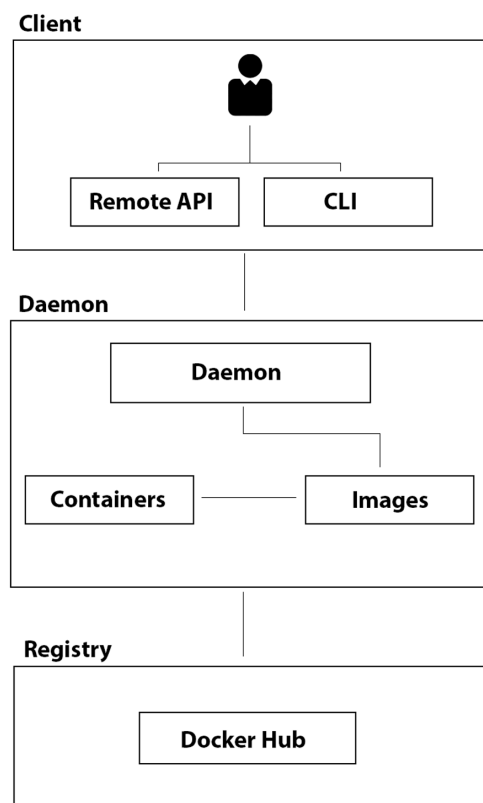 Client
Remote API
CLI
Daemon
Daemon
Containers
Images
Registry
Docker Hub